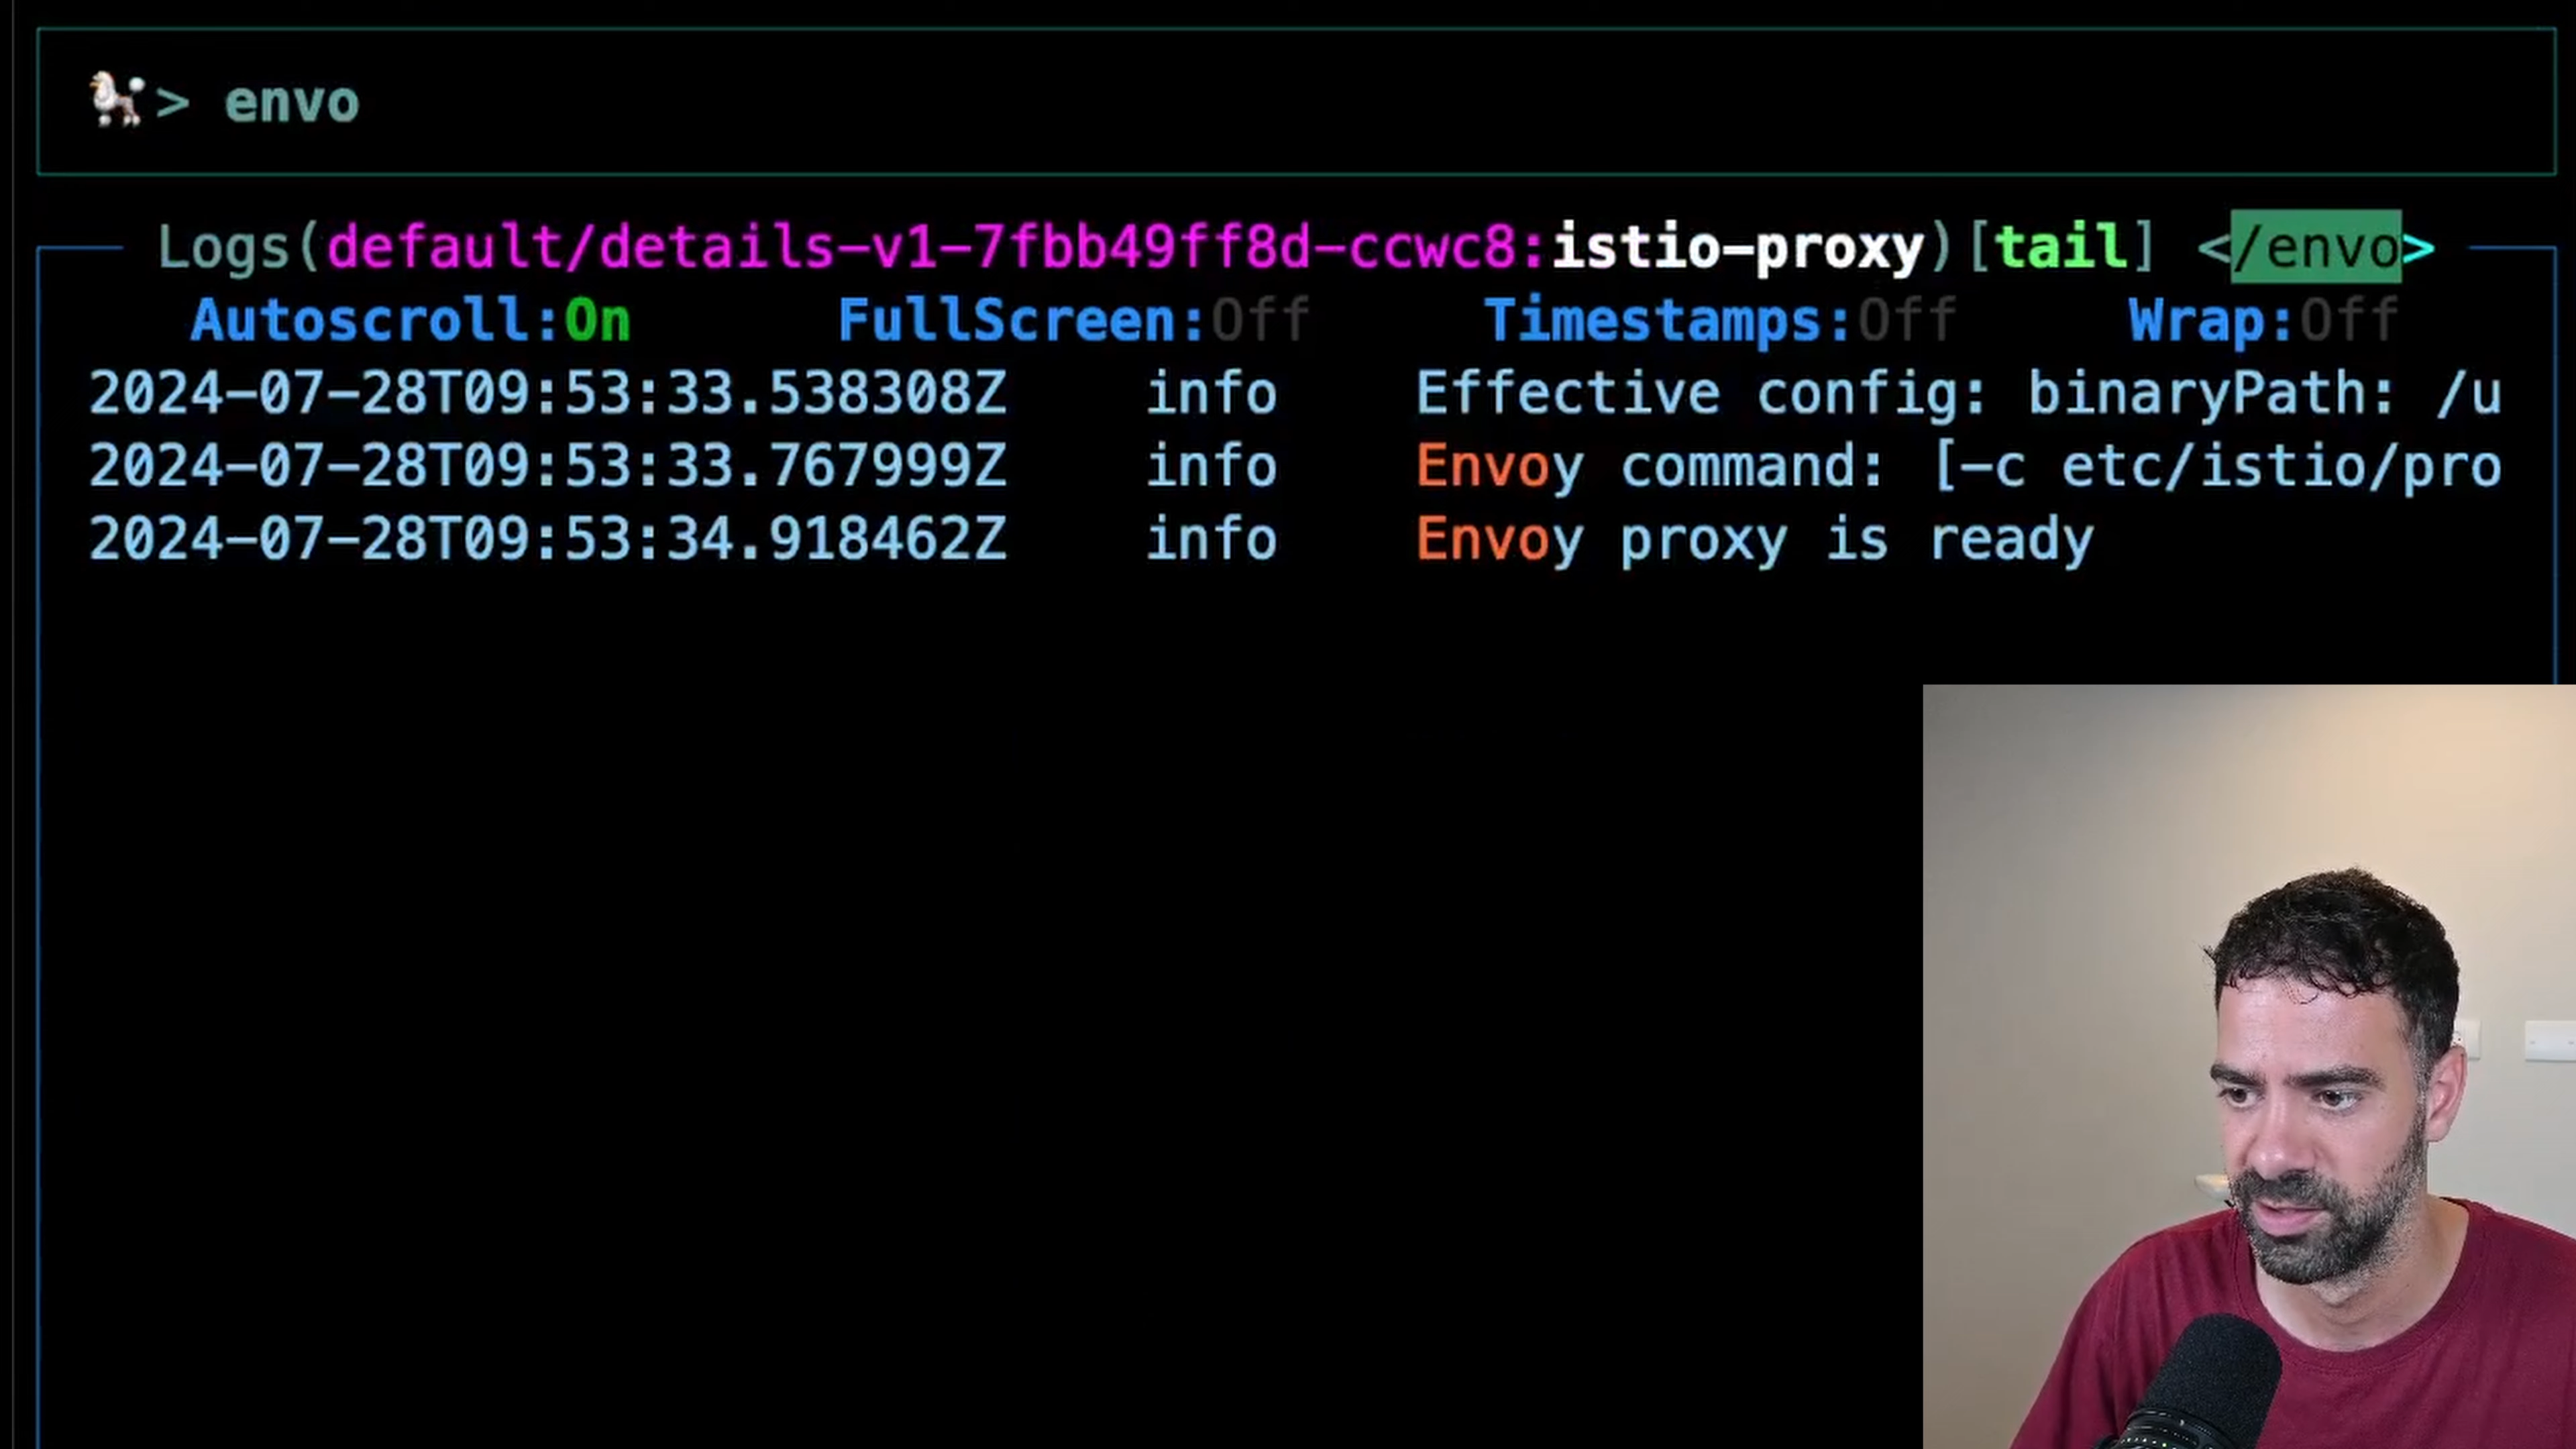 > envo
Logs(default/details-v1-7fbb49ff8d-ccwc8:istio-proxy)[tail] </envo>
Autoscroll:On FullScreen:Off Timestamps:Off Wrap:Off
2024-07-28T09:53:33.538308Z info Effective config: binaryPath: /u
2024-07-28T09:53:33.767999Z info Envoy command: [-c etc/istio/pro
2024-07-28T09:53:34.918462Z info Envoy proxy is ready